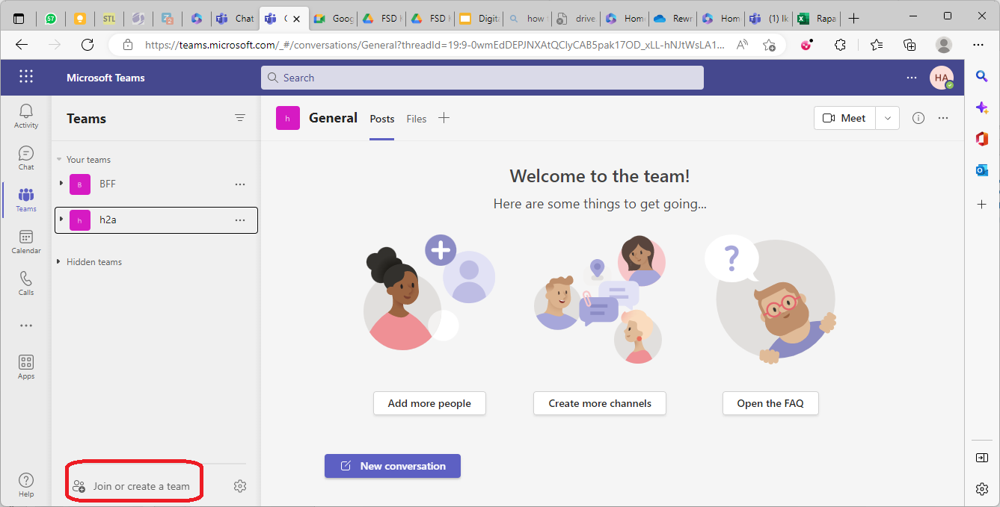 57
STL
Z
2
Chat
Goog
FSD
FSD
Digita
how
drive
Hom
Rewr
Hom
(1) Ik
Rapa
https://teams.microsoft.com/_#/conversations/General?threadId=19:9-0wmEdDEPJNXAtQClyCAB5pak17OD_xLL-hNJtWsLA1...
Microsoft Teams
Search
HA
Activity
Chat
Teams
Calendar
Calls
Apps
Help
Teams
Your teams
B BFF
h h2a
Hidden teams
Join or create a team
h General Posts Files
Meet
Welcome to the team!
Here are some things to get going...
?
Add more people
Create more channels
Open the FAQ
New conversation